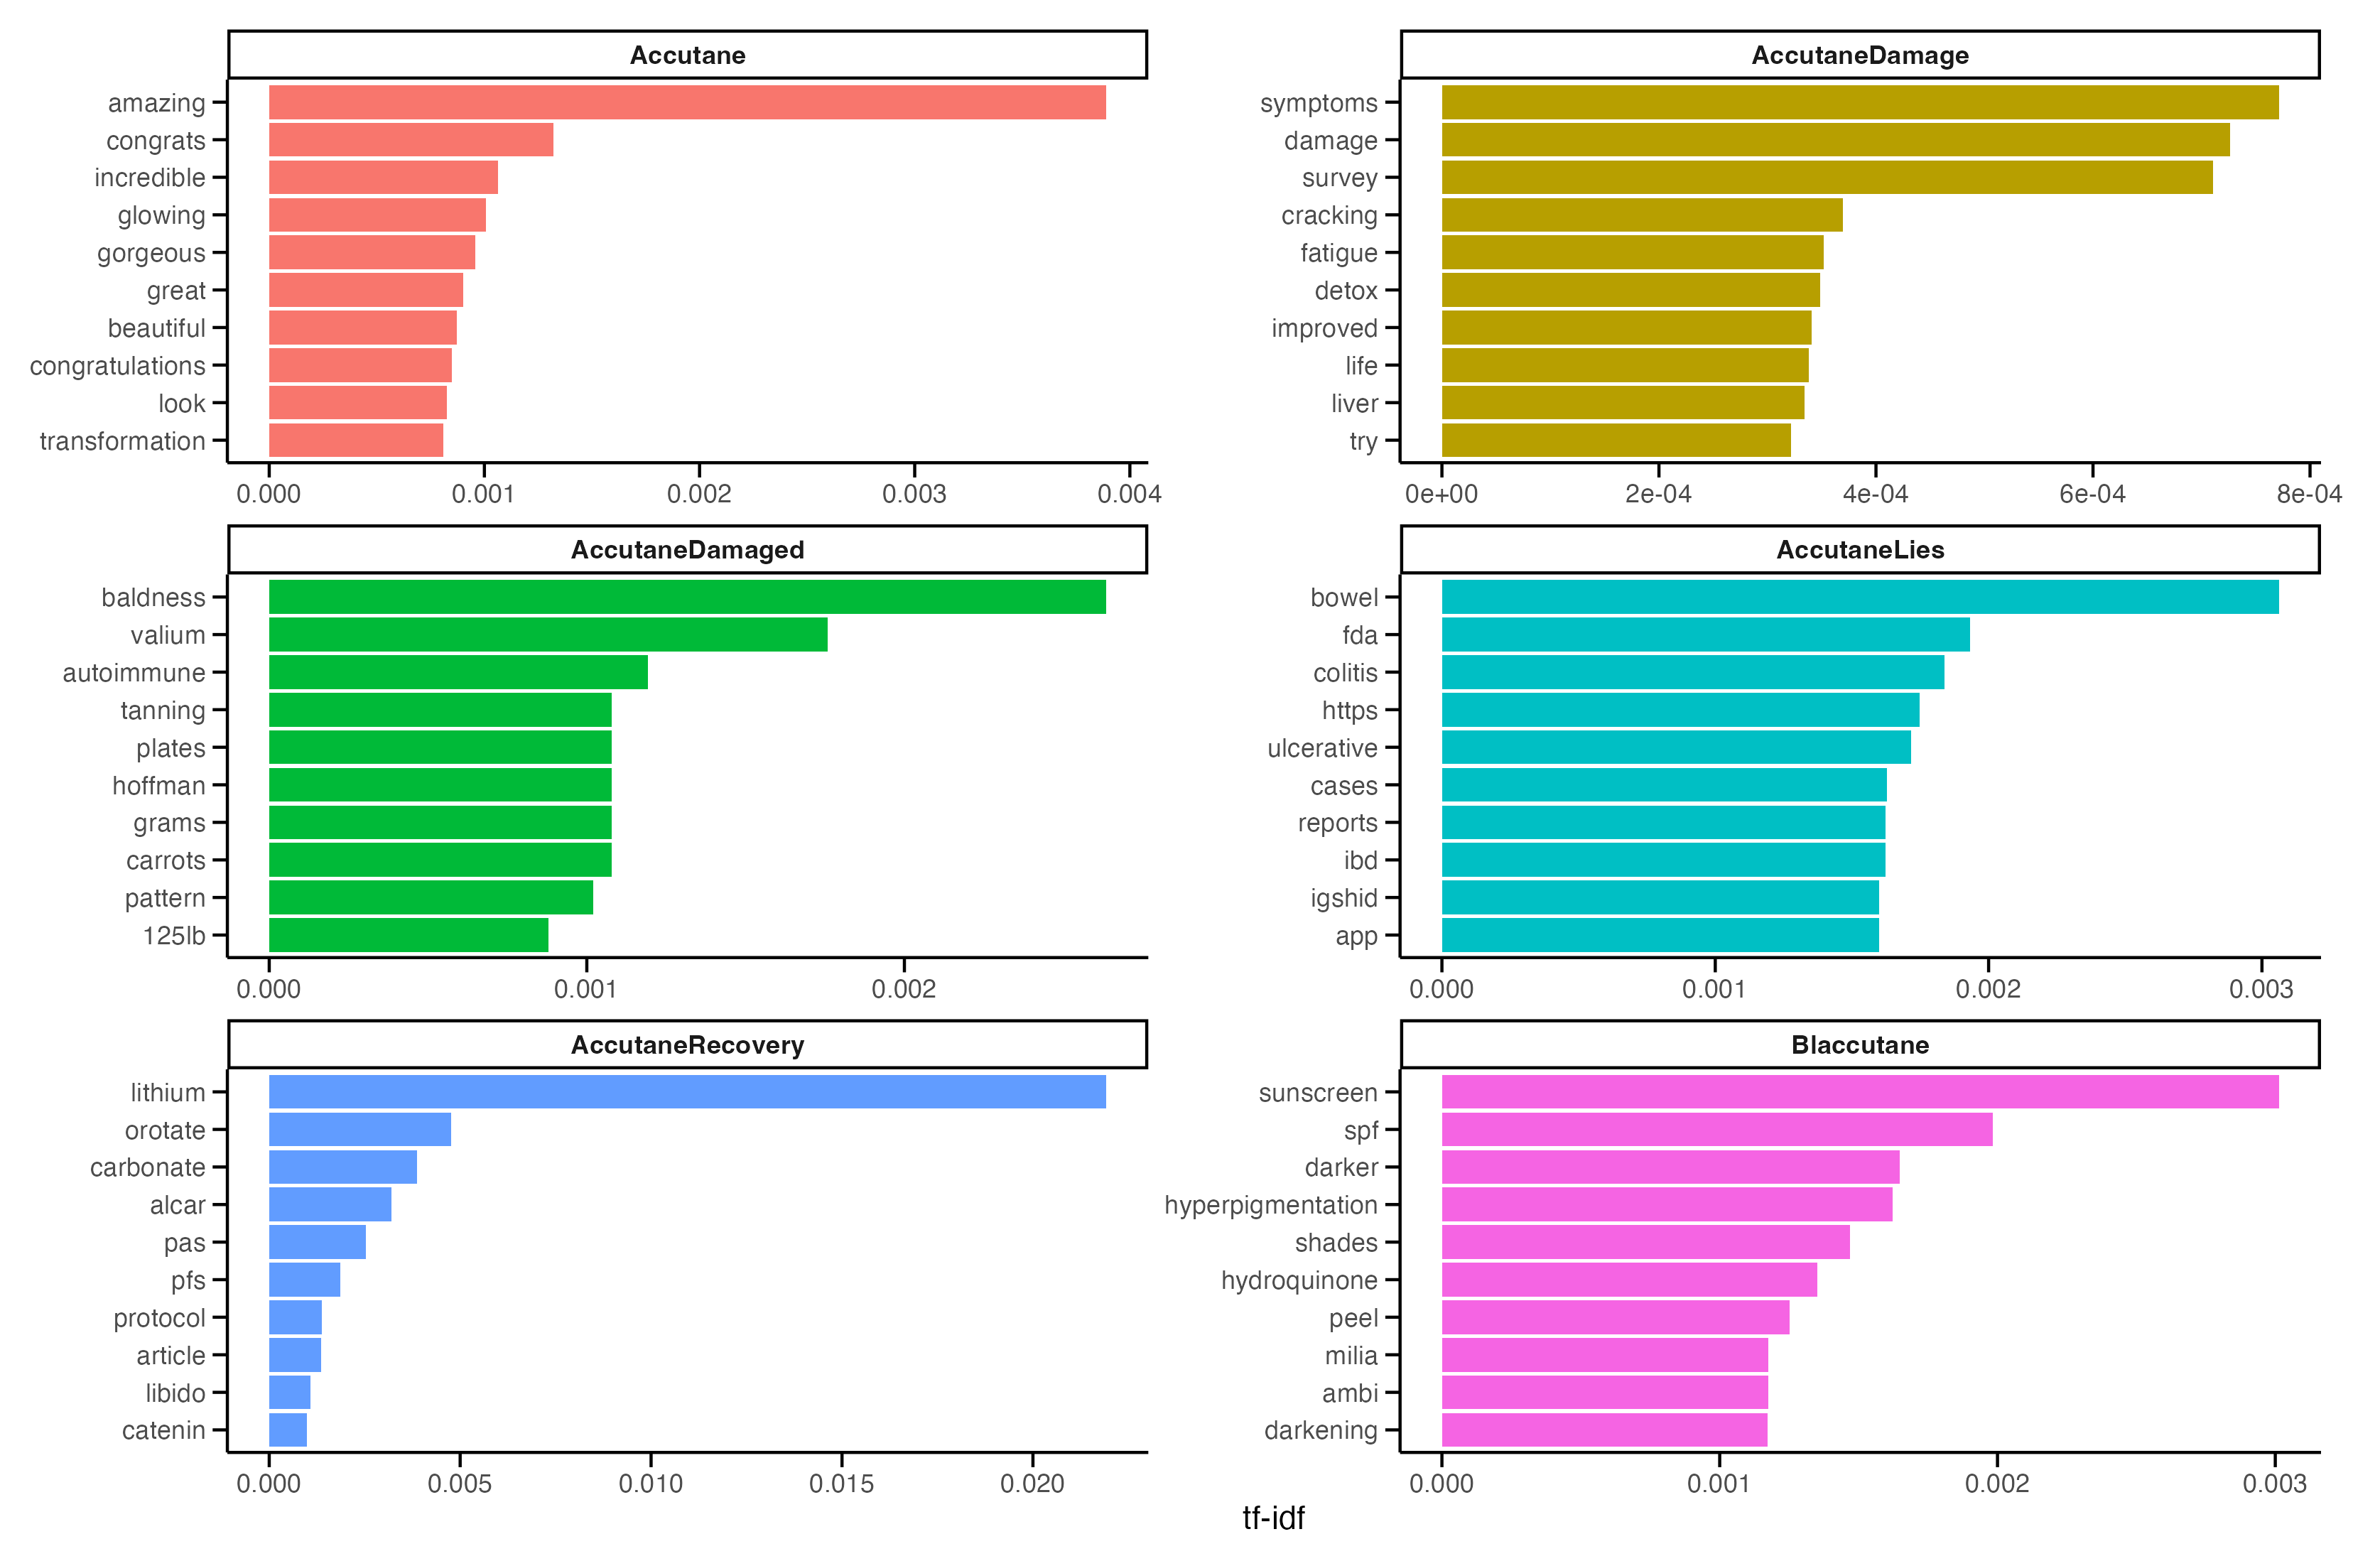 Accutane
amazing
congrats
incredible
glowing
gorgeous
great
beautiful
congratulations
look
transformation
0.000 0.001 0.002 0.003 0.004
AccutaneDamage
symptoms
damage
survey
cracking
fatigue
detox
improved
life
liver
try
0e+00 2e-04 4e-04 6e-04 8e-04
AccutaneDamaged
baldness
valium
autoimmune
tanning
plates
hoffman
grams
carrots
pattern
125lb
0.000 0.001 0.002
AccutaneLies
bowel
fda
colitis
https
ulcerative
cases
reports
ibd
igshid
app
0.000 0.001 0.002 0.003
AccutaneRecovery
lithium
orotate
carbonate
alcar
pas
pfs
protocol
article
libido
catenin
0.000 0.005 0.010 0.015 0.020
Blaccutane
sunscreen
spf
darker
hyperpigmentation
shades
hydroquinone
peel
milia
ambi
darkening
0.000 0.001 0.002 0.003
tf-idf